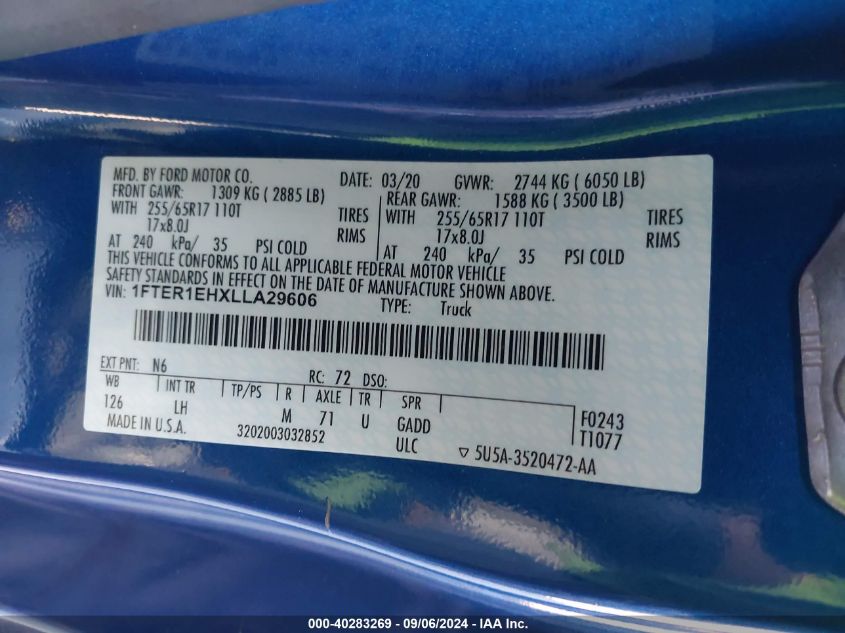 MFD. BY FORD MOTOR CO. DATE: 03/20 GVWR: 2744 KG ( 6050 LB)
FRONT GAWR: 1309 KG ( 2885 LB) REAR GAWR: 1588 KG ( 3500 LB)
WITH 255/65R17 110T TIRES WITH 255/65R17 110T TIRES
17x8.0J RIMS 17x8.0J RIMS
AT 240 kPa/ 35 PSI COLD AT 240 kPa/ 35 PSI COLD
THIS VEHICLE CONFORMS TO ALL APPLICABLE FEDERAL MOTOR VEHICLE
SAFETY STANDARDS IN EFFECT ON THE DATE OF MANUFACTURE SHOWN ABOVE.
VIN: 1FTER1EHXLLA29606 TYPE: Truck
EXT PNT: N6 RC: 72 DSO:
WB INT TR TP/PS R AXLE TR SPR
126 LH M 71 U GADD F0243
MADE IN U.S.A. 3202003032852 ULC T1077
▽ 5U5A-3520472-AA
000-40283269 - 09/06/2024 - US - IAA Inc.